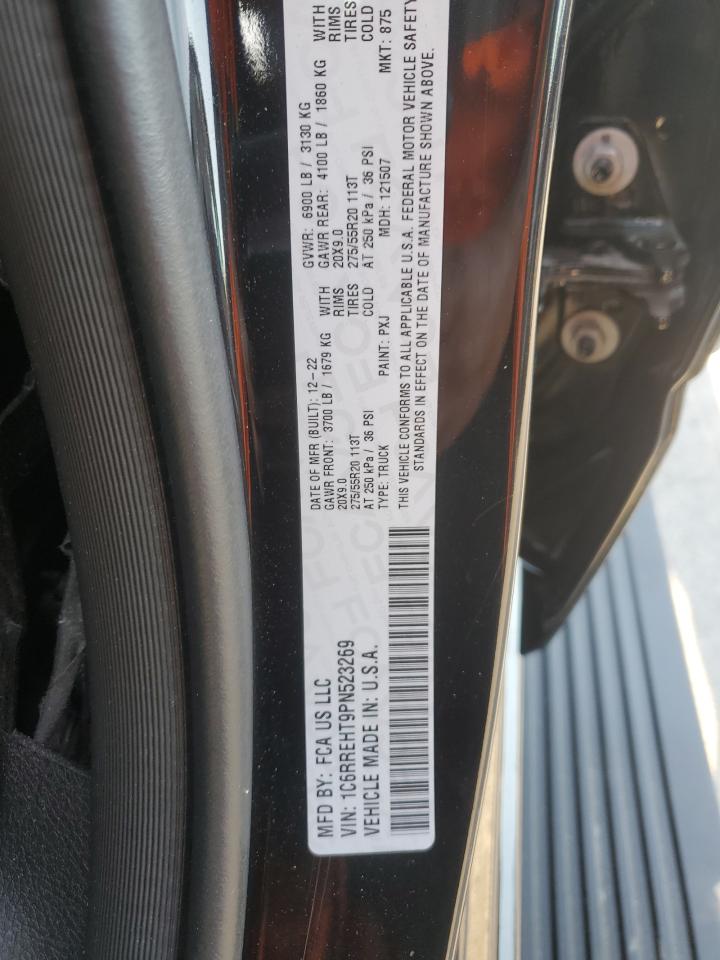 MFD BY: FCA US LLC
DATE OF MFR (BUILT): 12-22
GVWR: 6900 LB / 3130 KG
VIN: 1C6RREHT9PN523269
GAWR FRONT: 3700 LB / 1679 KG WITH
20X9.0 RIMS
275/55R20 113T TIRES
AT 250 kPa / 36 PSI COLD
GAWR REAR: 4100 LB / 1860 KG WITH
20X9.0 RIMS
275/55R20 113T TIRES
AT 250 kPa / 36 PSI COLD
VEHICLE MADE IN: U.S.A.
TYPE: TRUCK PAINT: PXJ MDH: 121507 MKT: 875
THIS VEHICLE CONFORMS TO ALL APPLICABLE U.S.A. FEDERAL MOTOR VEHICLE SAFETY
STANDARDS IN EFFECT ON THE DATE OF MANUFACTURE SHOWN ABOVE.